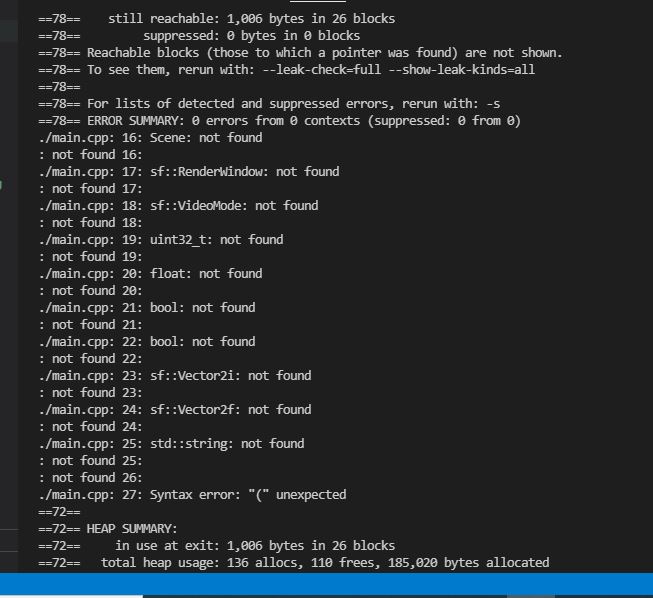 ==78==    still reachable: 1,006 bytes in 26 blocks
==78==         suppressed: 0 bytes in 0 blocks
==78== Reachable blocks (those to which a pointer was found) are not shown.
==78== To see them, rerun with: --leak-check=full --show-leak-kinds=all
==78==
==78== For lists of detected and suppressed errors, rerun with: -s
==78== ERROR SUMMARY: 0 errors from 0 contexts (suppressed: 0 from 0)
./main.cpp: 16: Scene: not found
: not found 16:
./main.cpp: 17: sf::RenderWindow: not found
: not found 17:
./main.cpp: 18: sf::VideoMode: not found
: not found 18:
./main.cpp: 19: uint32_t: not found
: not found 19:
./main.cpp: 20: float: not found
: not found 20:
./main.cpp: 21: bool: not found
: not found 21:
./main.cpp: 22: bool: not found
: not found 22:
./main.cpp: 23: sf::Vector2i: not found
: not found 23:
./main.cpp: 24: sf::Vector2f: not found
: not found 24:
./main.cpp: 25: std::string: not found
: not found 25:
: not found 26:
./main.cpp: 27: Syntax error: "(" unexpected
==72==
==72== HEAP SUMMARY:
==72==     in use at exit: 1,006 bytes in 26 blocks
==72==   total heap usage: 136 allocs, 110 frees, 185,020 bytes allocated